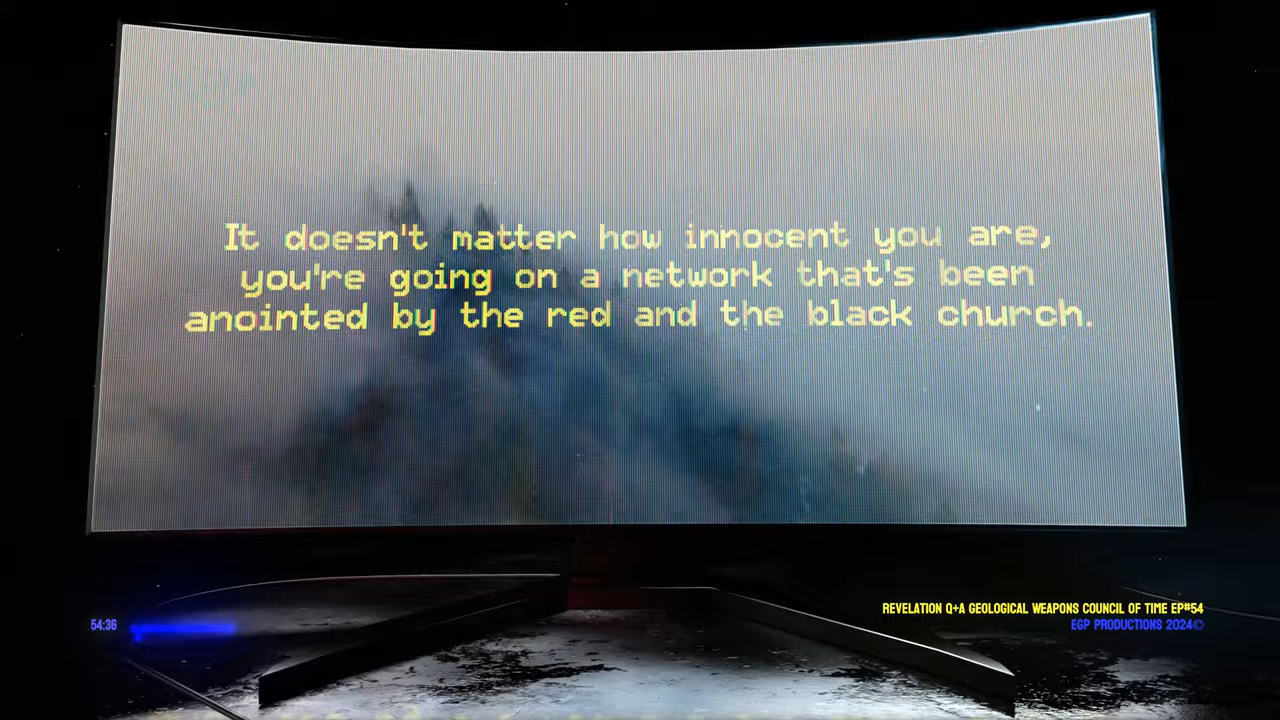 It doesn't matter how innocent you are,
you're going on a network that's been
anointed by the red and the black church.
54:36
REVELATION Q+A GEOLOGICAL WEAPONS COUNCIL OF TIME EP#54
EGP PRODUCTIONS 2024©